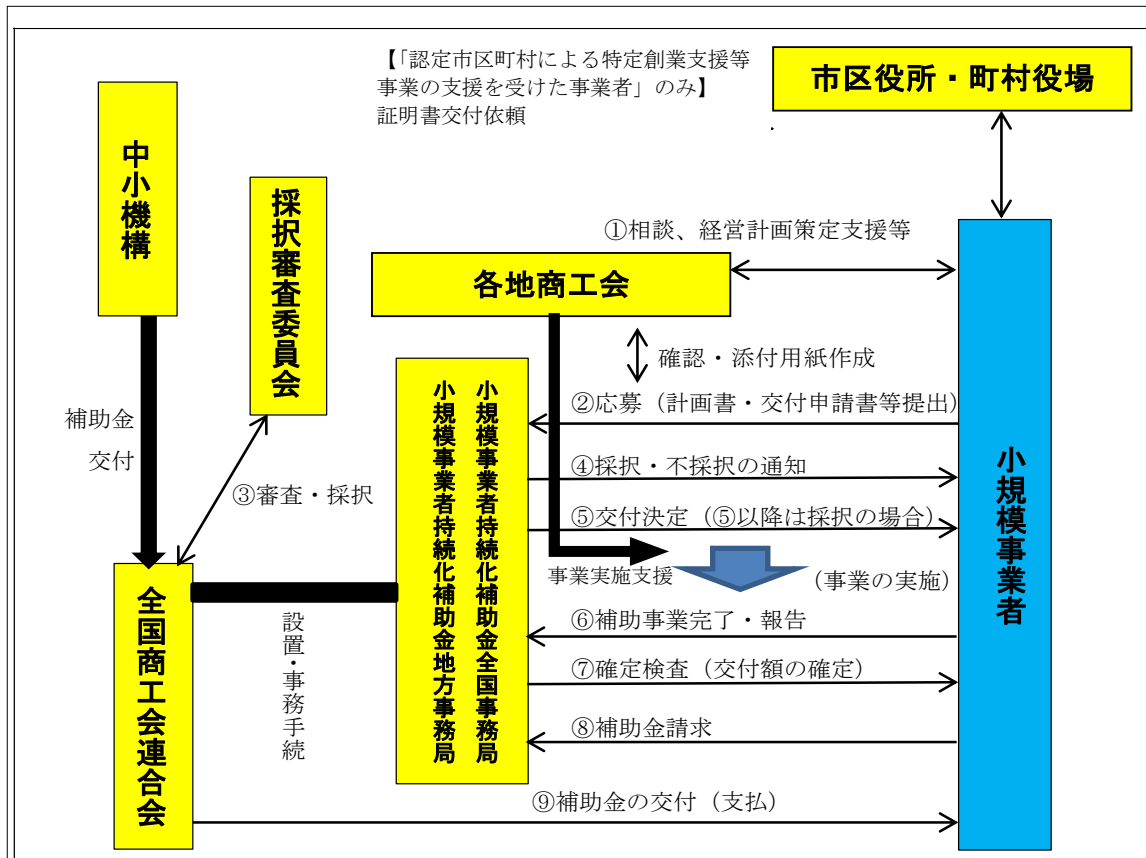 【「認定市区町村による特定創業支援等
事業の支援を受けた事業者」のみ】
証明書交付依頼
市区役所・町村役場
中小機構
採択審査委員会
①相談、経営計画策定支援等
各地商工会
確認・添付用紙作成
②応募（計画書・交付申請書等提出）
補助金
交付
③審査・採択
④採択・不採択の通知
⑤交付決定（⑤以降は採択の場合）
事業実施支援
（事業の実施）
小規模事業者持続化補助金全国事務局
小規模事業者持続化補助金地方事務局
小規模事業者
全国商工会連合会
設置・事務手続
⑥補助事業完了・報告
⑦確定検査（交付額の確定）
⑧補助金請求
⑨補助金の交付（支払）